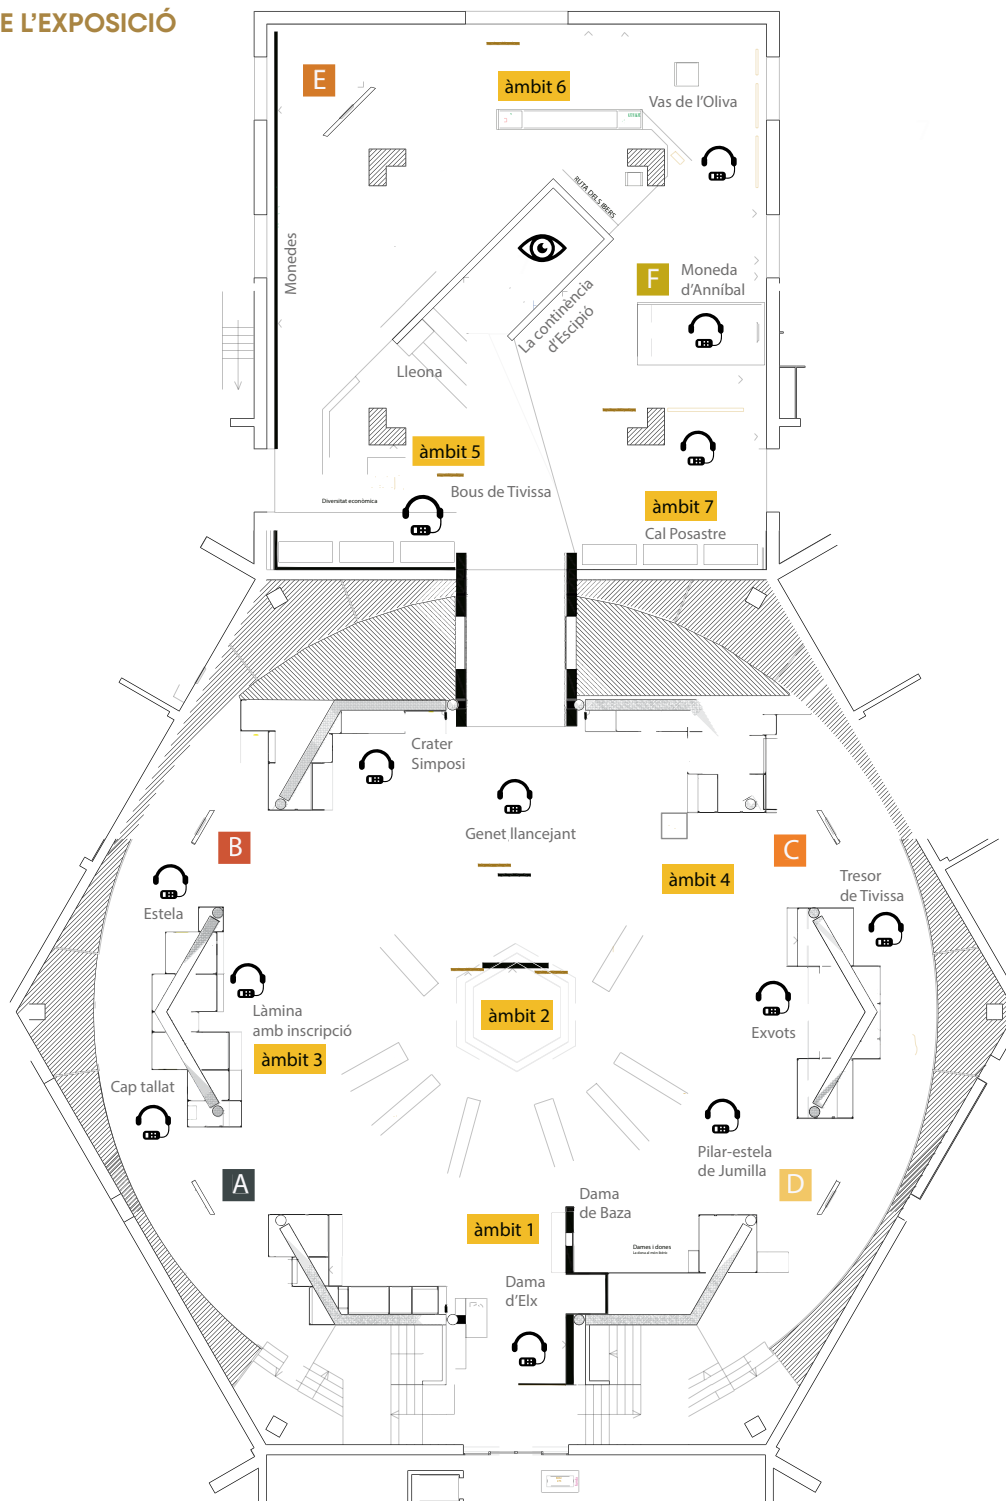 E L'EXPOSICIÓ
E
àmbit 6
Vas de l'Oliva
RUTA DELS IBERS
Monedes
F
Moneda
d'Anníbal
La continència
d'Escipió
Lleona
àmbit 5
Bous de Tivissa
Diversitat econòmica
àmbit 7
Cal Posastre
Crater
Simposi
Genet llancejant
B
C
àmbit 4
Tresor
de Tivissa
Estela
Làmina
amb inscripció
àmbit 3
àmbit 2
Exvots
Cap tallat
Pilar-estela
de Jumilla
A
D
Dama
de Baza
àmbit 1
Dames i dones
Dama
d'Elx